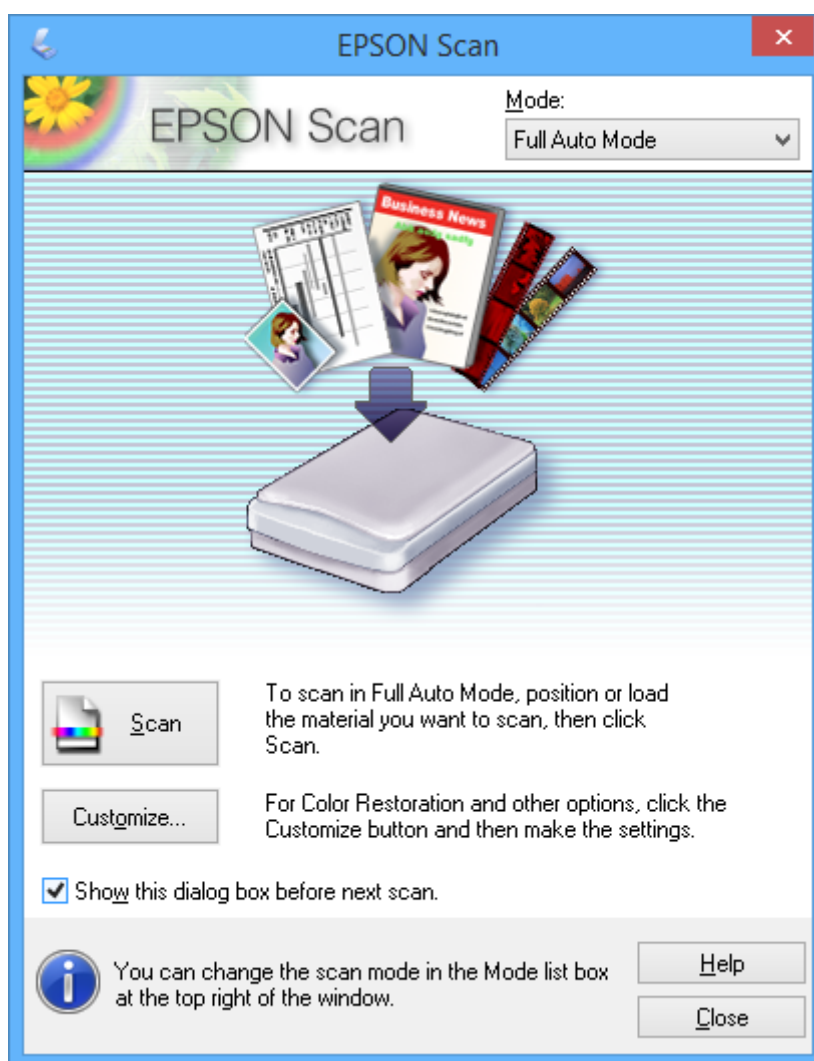 EPSON Scan
EPSON Scan
Mode:
Full Auto Mode
Business News
Scan
To scan in Full Auto Mode, position or load
the material you want to scan, then click
Scan.
Customize...
For Color Restoration and other options, click the
Customize button and then make the settings.
Show this dialog box before next scan.
You can change the scan mode in the Mode list box
at the top right of the window.
Help
Close